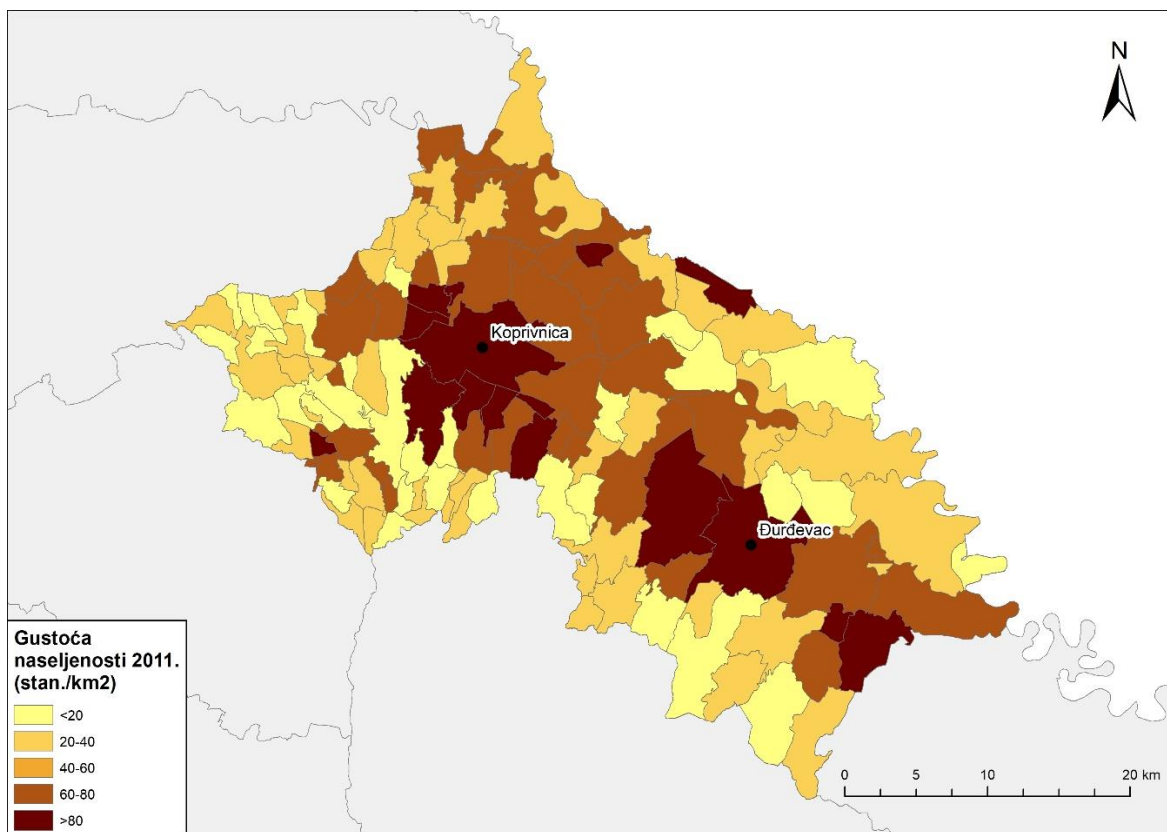 N
Koprivnica
Đurđevac
Gustoća
naseljenosti 2011.
(stan./km2)
<20
20-40
40-60
60-80
>80
0 5 10 20 km